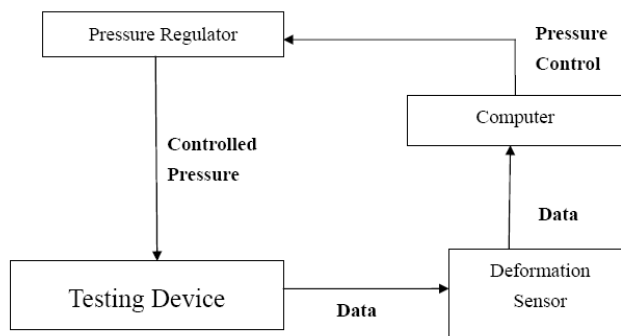 Pressure Regulator
Pressure
Control
Computer
Controlled
Pressure
Data
Testing Device
Data
Deformation
Sensor